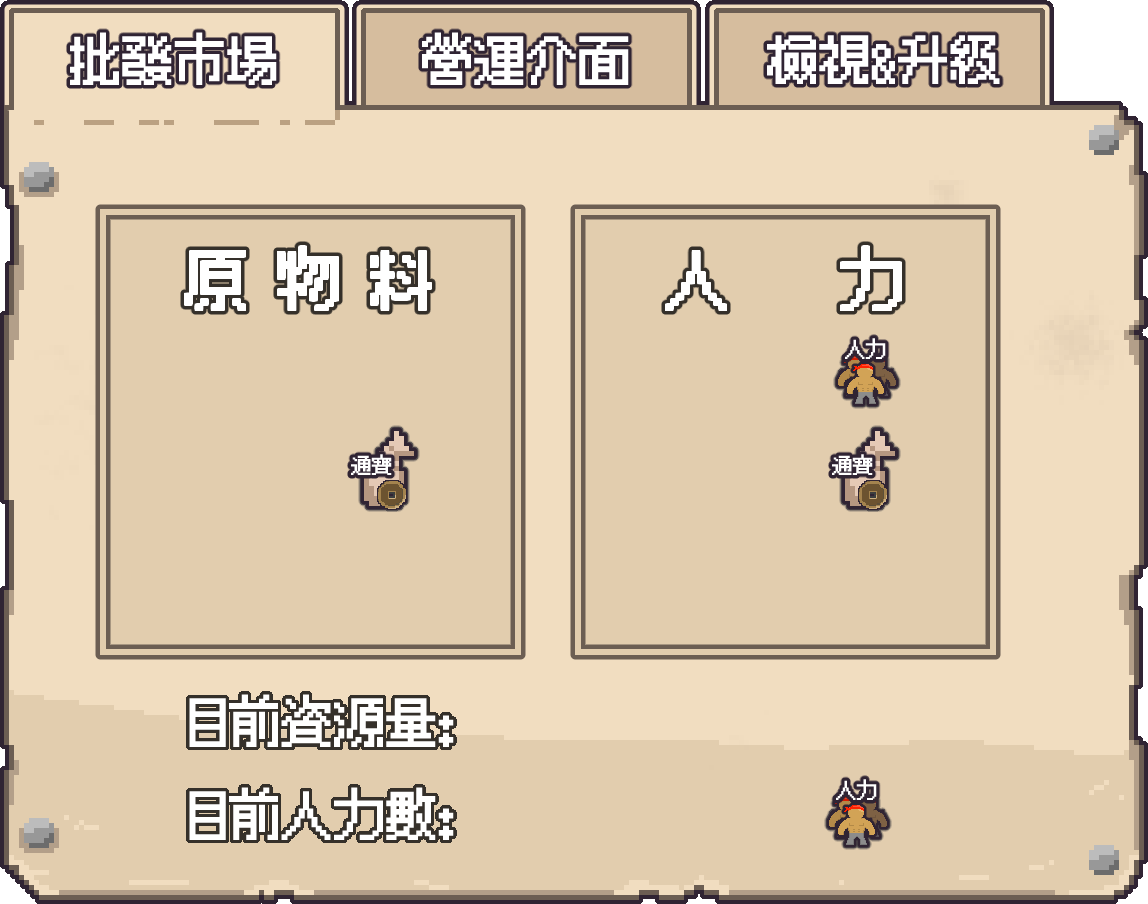 批發市場 營運介面 檢視&升級
原物料 人力
人力
通寶 通寶
目前資源量:
目前人力數: 人力